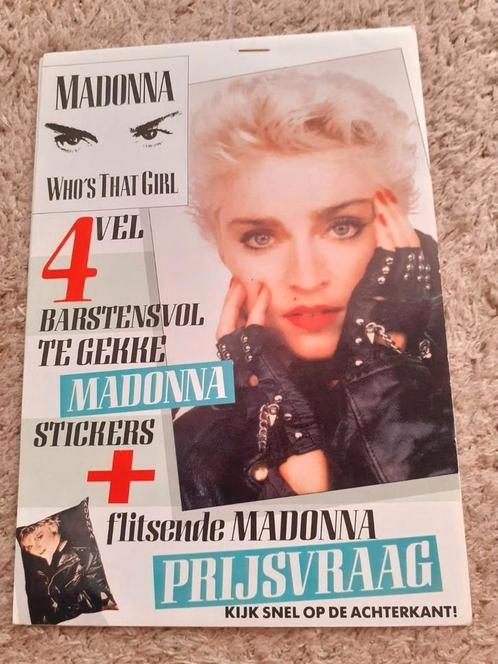 MADONNA
WHO'S THAT GIRL
4 VEL
BARSTENSVOL
TE GEKKE
MADONNA
STICKERS
+
flitsende MADONNA
PRIJSVRAAG
KIJK SNEL OP DE ACHTERKANT!